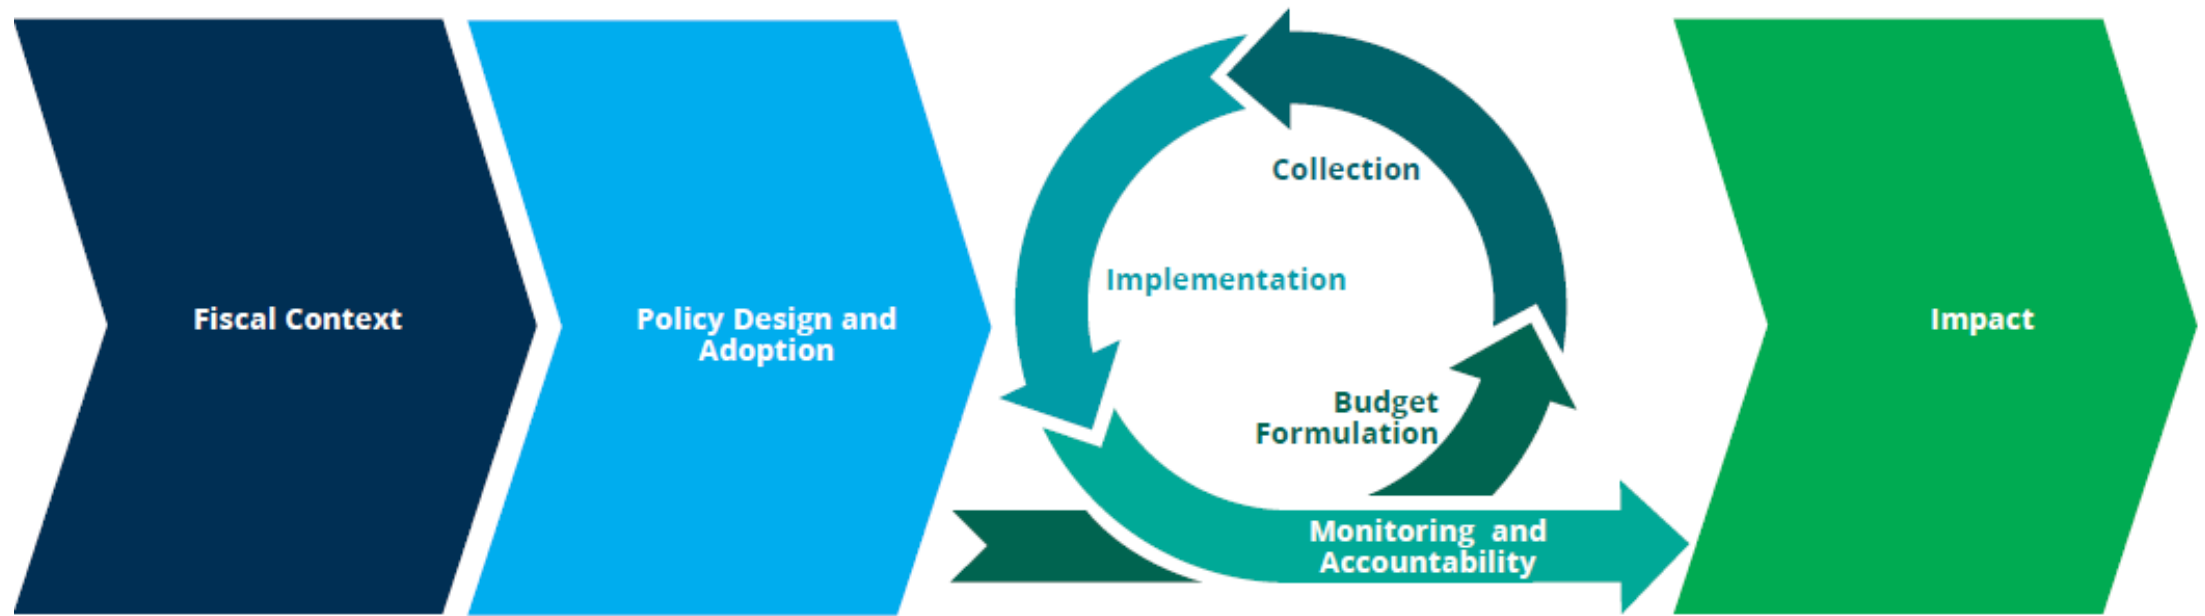 Fiscal Context
Policy Design and
Adoption
Collection
Implementation
Budget
Formulation
Monitoring and
Accountability
Impact